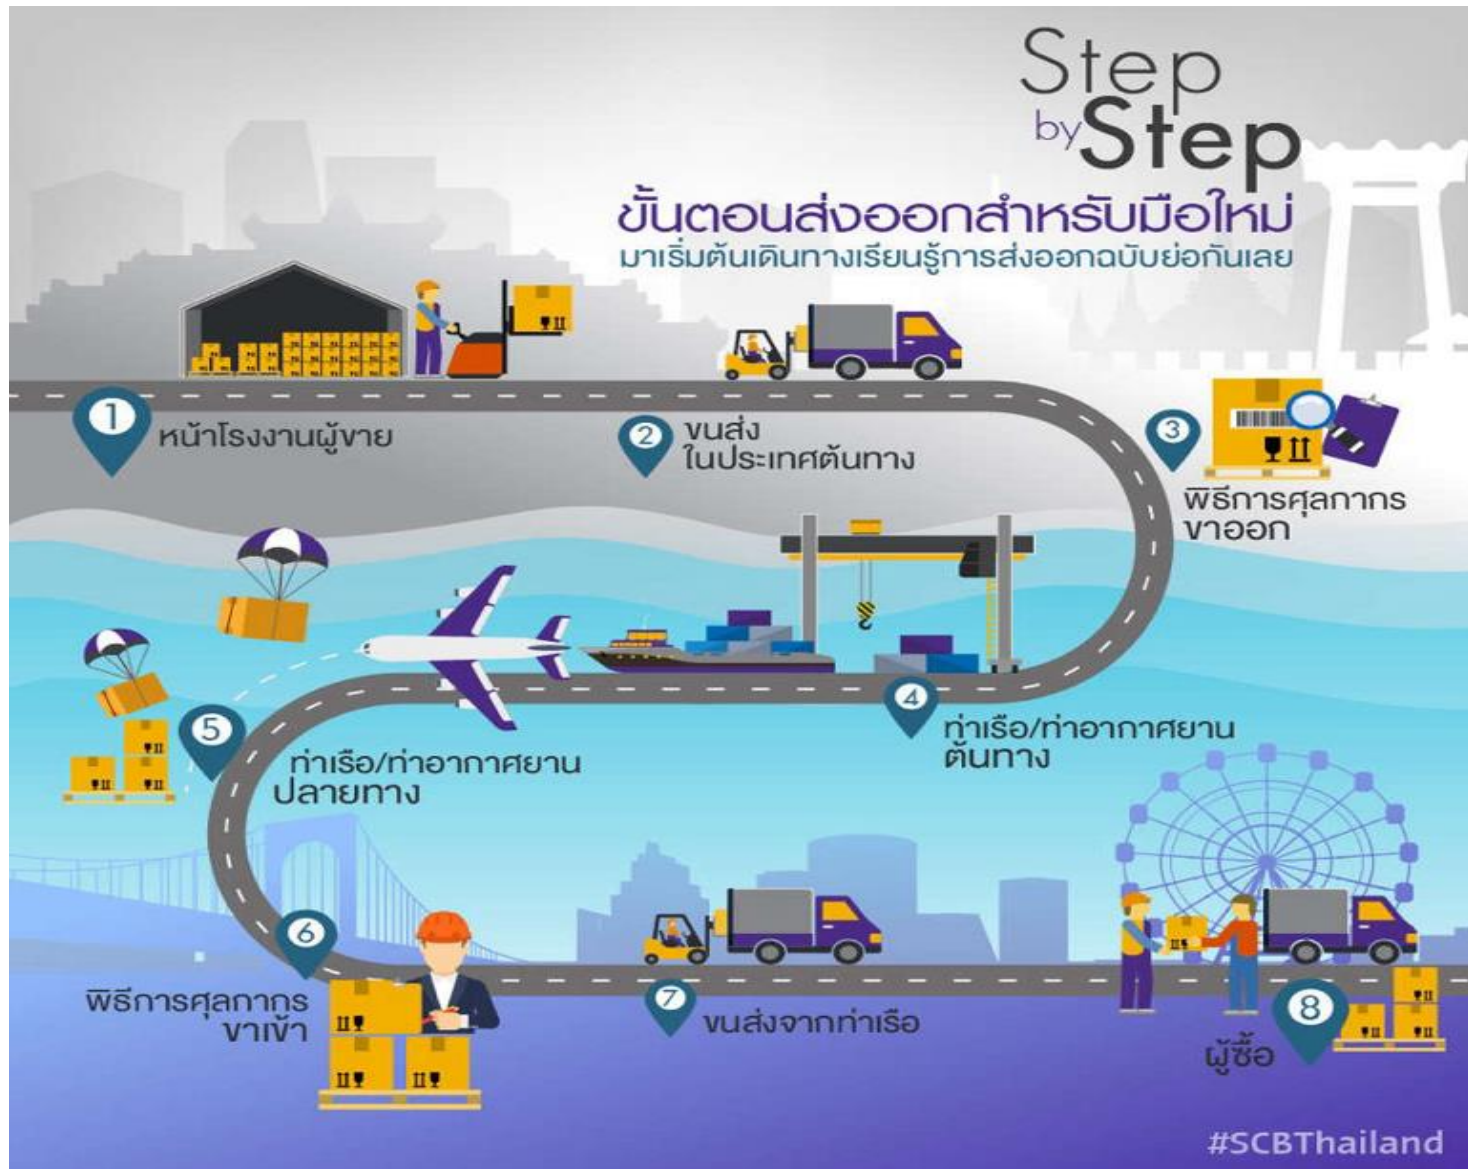 Step
by Step
ขั้นตอนส่งออกสำหรับมือใหม่
มาเริ่มต้นเดินทางเรียนรู้การส่งออกฉบับย่อกันเลย
1
หน้าโรงงานผู้ขาย
2
ขนส่ง
ในประเทศต้นทาง
3
พิธีการศุลกากร
ขาออก
4
ท่าเรือ/ท่าอากาศยาน
ต้นทาง
5
ท่าเรือ/ท่าอากาศยาน
ปลายทาง
6
พิธีการศุลกากร
ขาเข้า
7
ขนส่งจากท่าเรือ
8
ผู้ซื้อ
#SCBThailand